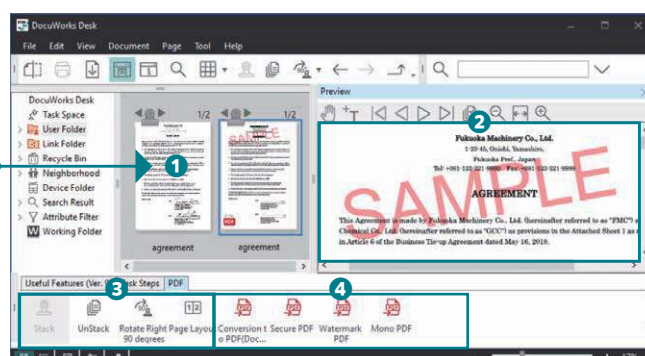 DocuWorks Desk
File Edit View Document Page Tool Help
Preview
DocuWorks Desk
Task Space
User Folder
Link Folder
Recycle Bin
Neighborhood
Device Folder
Search Result
Attribute Filter
Working Folder
1/2 1/2
1
2
SAMPLE
PDF
agreement agreement
Fukuoka Machinery Co., Ltd.
Fukuoka Pref., Japan
SAMPLE
AGREEMENT
This Agreement is made by Fukuoka Machinery Co., Ltd. (hereinafter referred to as "FMC") a
Chemical Co., Ltd. (hereinafter referred to as "GCC") as provisions in the Attached Sheet 1 as
in Article 6 of the Business Tie-up Agreement dated May 16, 2018.
Useful Features (Ver. sk Steps PDF
3
4
Stack UnStack Rotate Right 90 degrees Page Layou Conversion t o PDF(Doc... Secure PDF Watermark PDF Mono PDF
17%